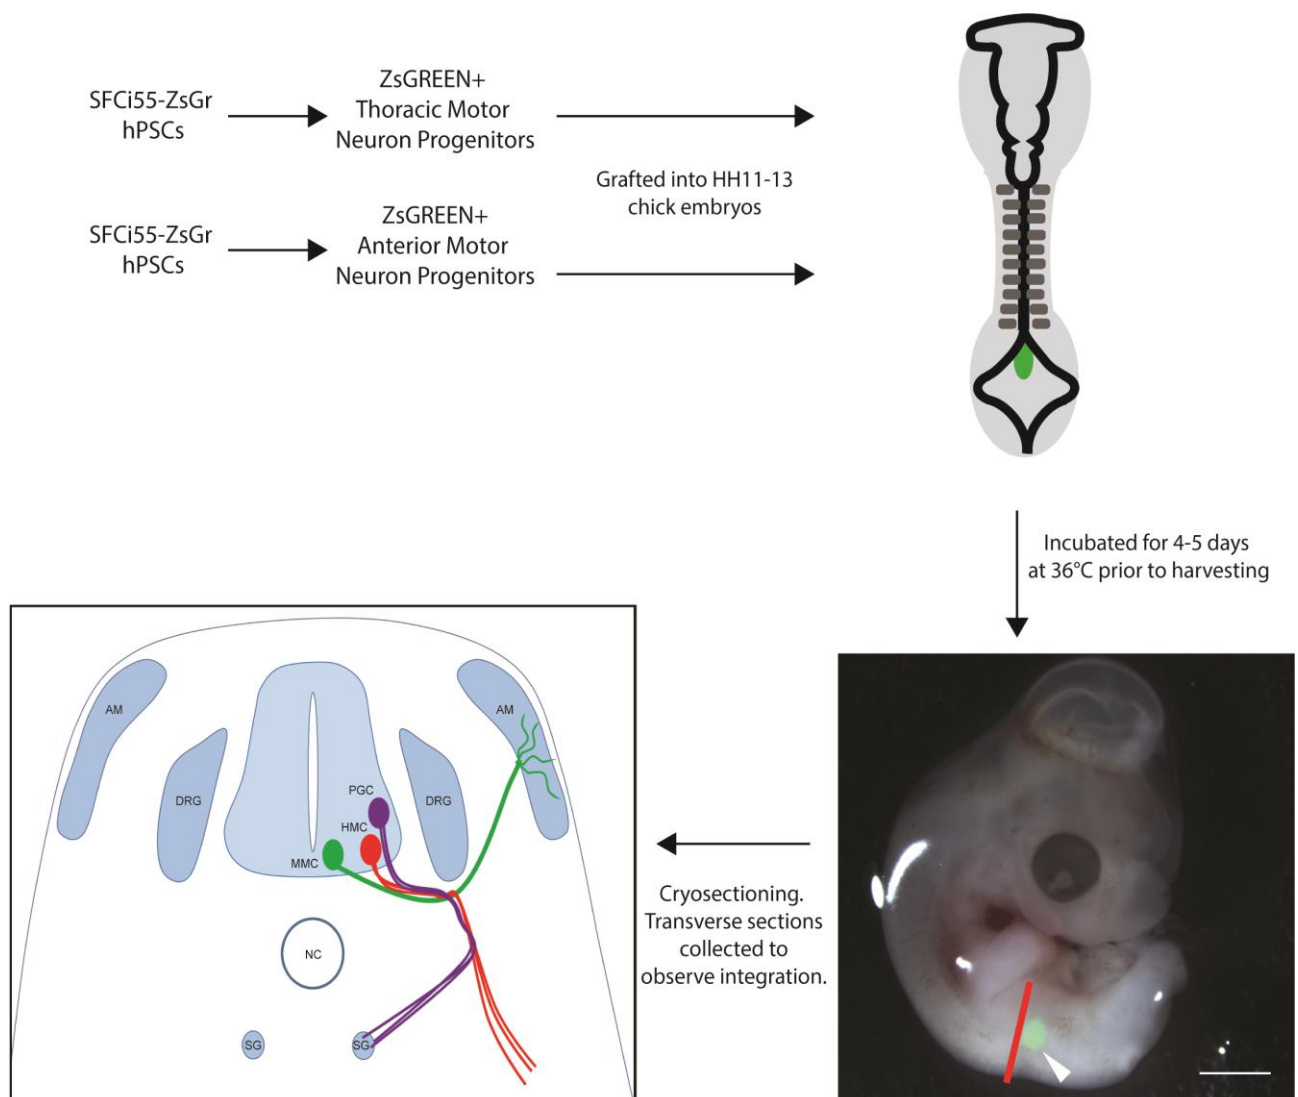 SFCi55-ZsGr
hPSCs
ZsGREEN+
Thoracic Motor
Neuron Progenitors
SFCi55-ZsGr
hPSCs
ZsGREEN+
Anterior Motor
Neuron Progenitors
Grafted into HH11-13
chick embryos
Incubated for 4-5 days
at 36°C prior to harvesting
Cryosectioning.
Transverse sections
collected to
observe integration.
AM
AM
DRG
DRG
PGC
HMC
MMC
NC
SG
SG